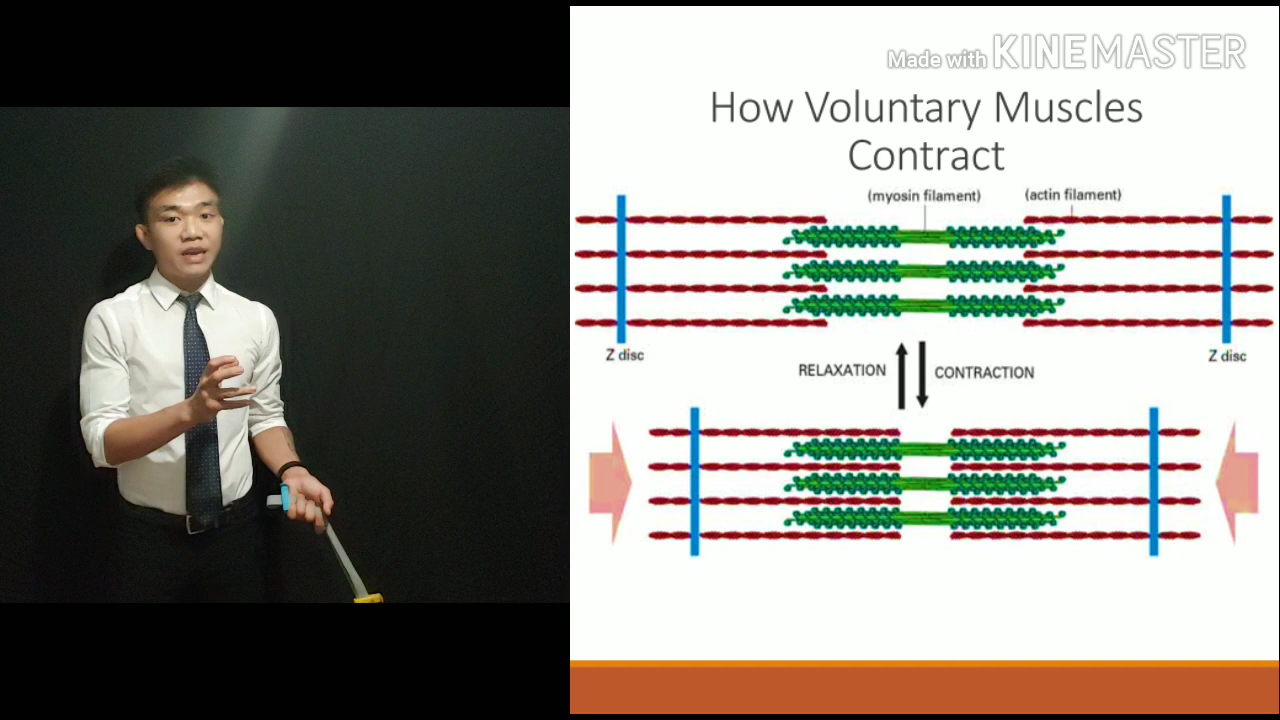 Made with KINEMASTER
How Voluntary Muscles
Contract
(myosin filament) (actin filament)
Z disc Z disc
RELAXATION CONTRACTION